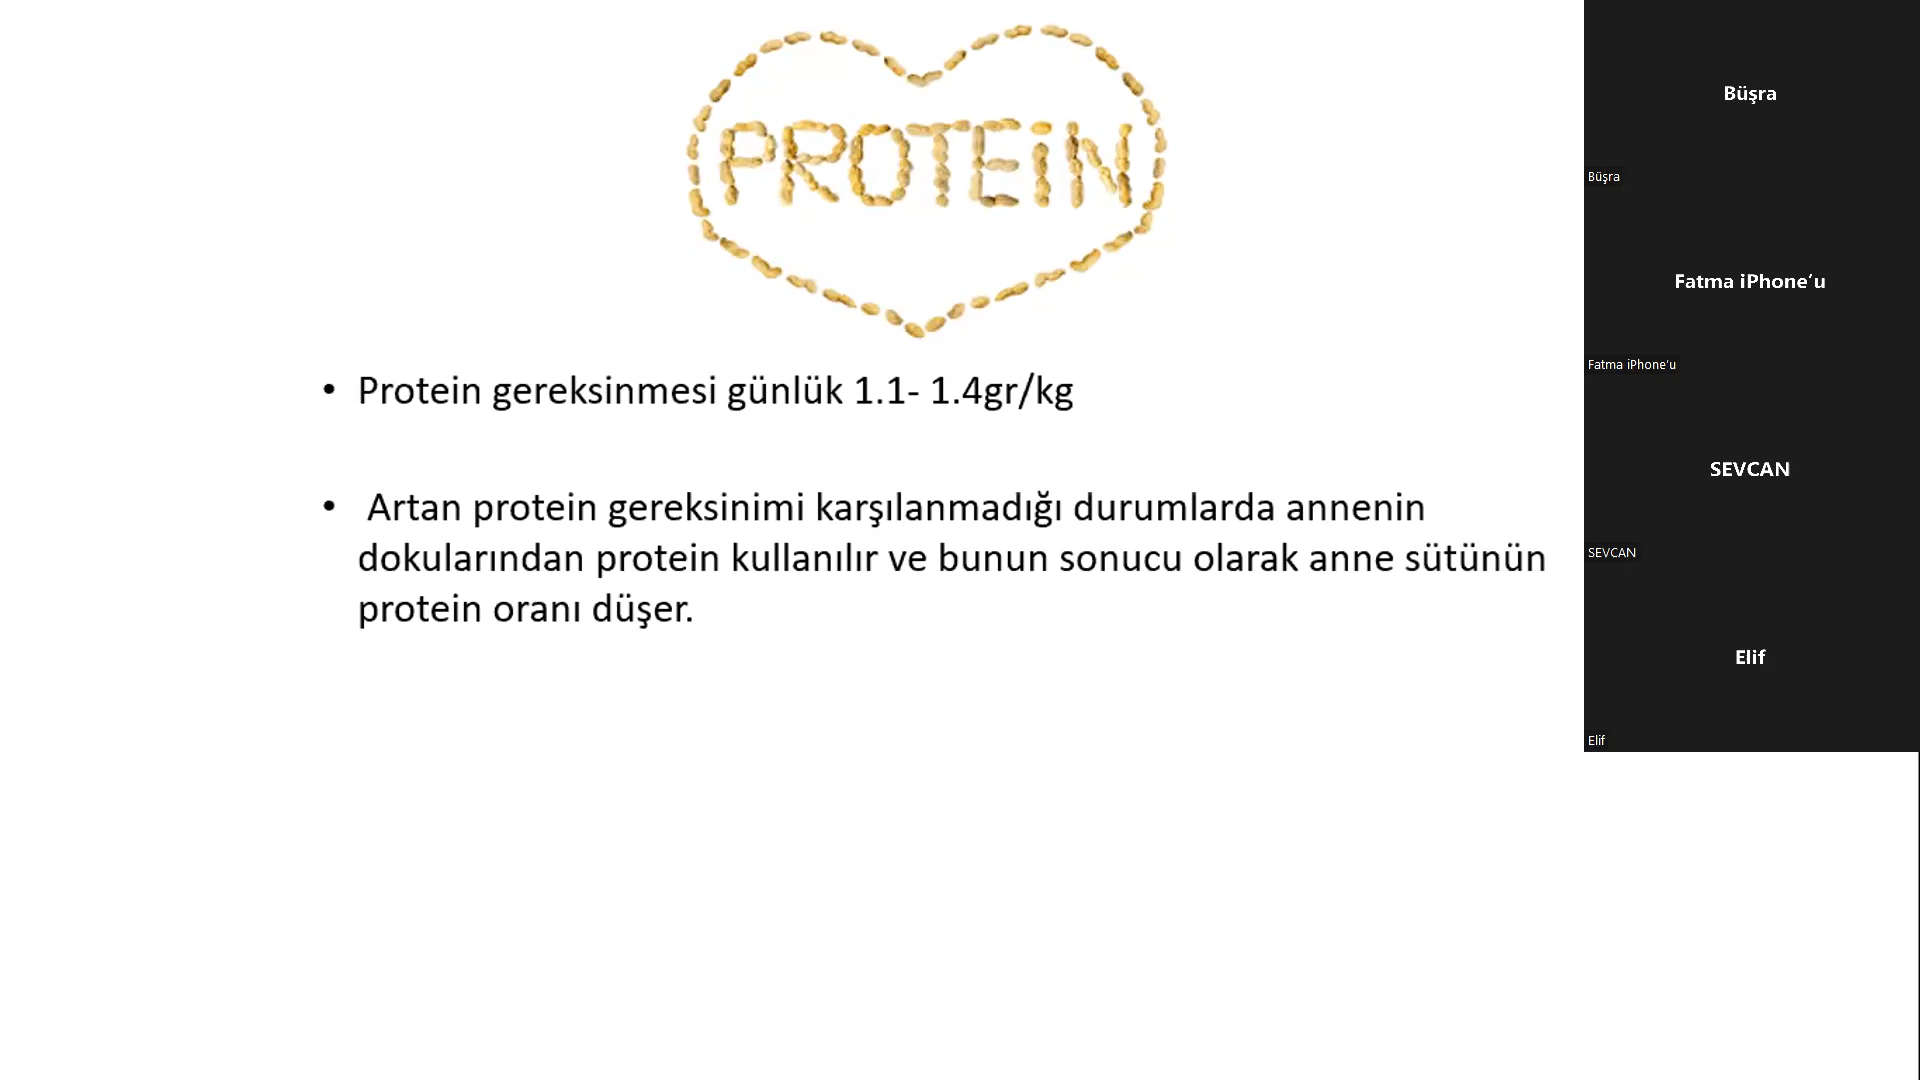 PROTEİN
• Protein gereksinmesi günlük 1.1- 1.4gr/kg
• Artan protein gereksinimi karşılanmadığı durumlarda annenin
dokularından protein kullanılır ve bunun sonucu olarak anne sütünün
protein oranı düşer.
Büşra
Büşra
Fatma iPhone'u
Fatma iPhone'u
SEVCAN
SEVCAN
Elif
Elif